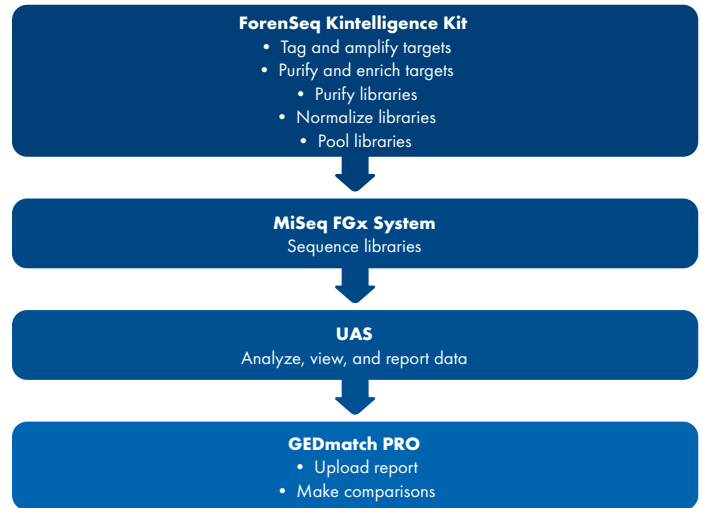 ForenSeq Kintelligence Kit
• Tag and amplify targets
• Purify and enrich targets
• Purify libraries
• Normalize libraries
• Pool libraries
MiSeq FGx System
Sequence libraries
UAS
Analyze, view, and report data
GEDmatch PRO
• Upload report
• Make comparisons